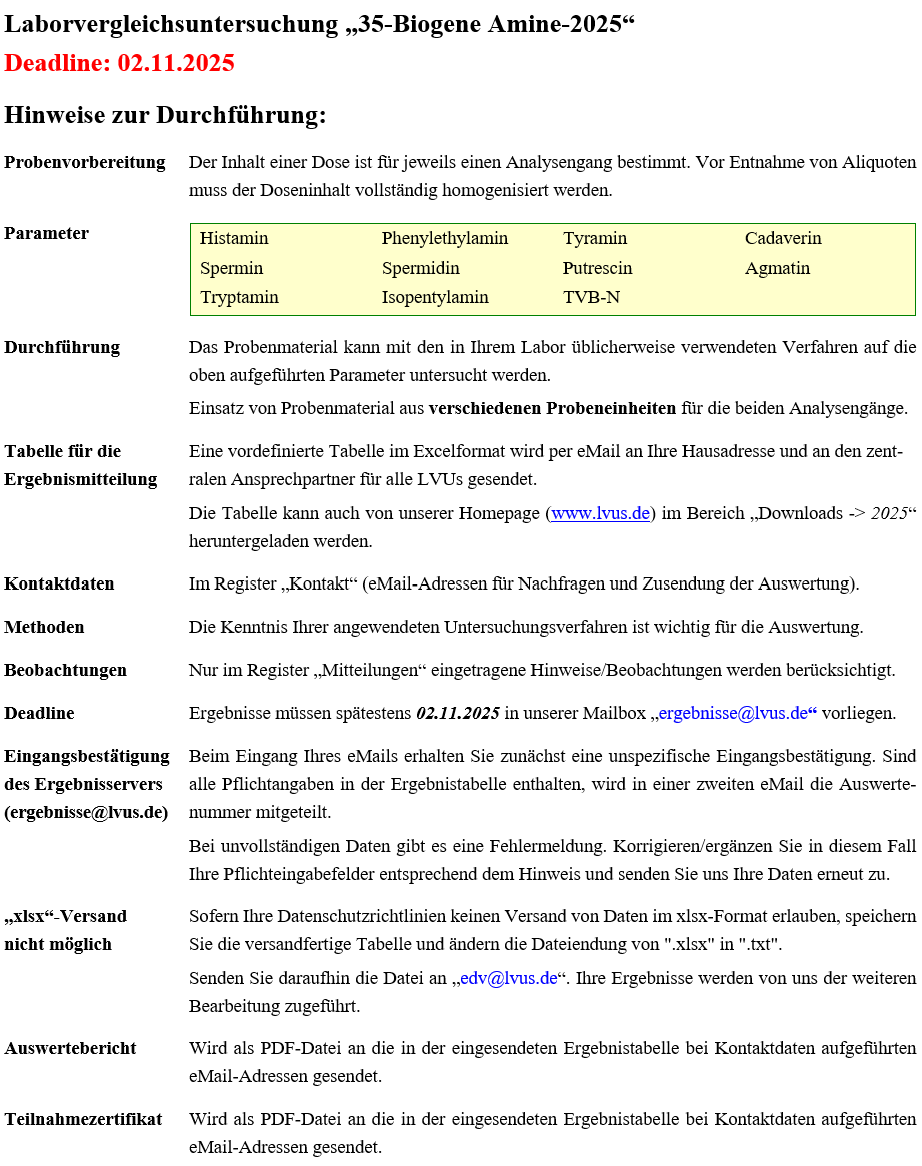 Laborvergleichsuntersuchung „35-Biogene Amine-2025“
Deadline: 02.11.2025
Hinweise zur Durchführung:
Probenvorbereitung Der Inhalt einer Dose ist für jeweils einen Analysengang bestimmt. Vor Entnahme von Aliquoten
muss der Doseninhalt vollständig homogenisiert werden.
Parameter Histamin Phenylethylamin Tyramin Cadaverin
Spermin Spermidin Putrescin Agmatin
Tryptamin Isopentylamin TVB-N
Durchführung Das Probenmaterial kann mit den in Ihrem Labor üblicherweise verwendeten Verfahren auf die
oben aufgeführten Parameter untersucht werden.
Einsatz von Probenmaterial aus verschiedenen Probeneinheiten für die beiden Analysengänge.
Tabelle für die Eine vordefinierte Tabelle im Excelformat wird per eMail an Ihre Hausadresse und an den zent-
Ergebnismitteilung ralen Ansprechpartner für alle LVUs gesendet.
Die Tabelle kann auch von unserer Homepage (www.lvus.de) im Bereich „Downloads -> 2025“
heruntergeladen werden.
Kontaktdaten Im Register „Kontakt“ (eMail-Adressen für Nachfragen und Zusendung der Auswertung).
Methoden Die Kenntnis Ihrer angewendeten Untersuchungsverfahren ist wichtig für die Auswertung.
Beobachtungen Nur im Register „Mitteilungen“ eingetragene Hinweise/Beobachtungen werden berücksichtigt.
Deadline Ergebnisse müssen spätestens 02.11.2025 in unserer Mailbox „ergebnisse@lvus.de“ vorliegen.
Eingangsbestätigung Beim Eingang Ihres eMails erhalten Sie zunächst eine unspezifische Eingangsbestätigung. Sind
des Ergebnisservers alle Pflichtangaben in der Ergebnistabelle enthalten, wird in einer zweiten eMail die Auswerte-
(ergebnisse@lvus.de) nummer mitgeteilt.
Bei unvollständigen Daten gibt es eine Fehlermeldung. Korrigieren/ergänzen Sie in diesem Fall
Ihre Pflichteingabefelder entsprechend dem Hinweis und senden Sie uns Ihre Daten erneut zu.
„xlsx“-Versand Sofern Ihre Datenschutzrichtlinien keinen Versand von Daten im xlsx-Format erlauben, speichern
nicht möglich Sie die versandfertige Tabelle und ändern die Dateiendung von ".xlsx" in ".txt".
Senden Sie daraufhin die Datei an „edv@lvus.de“. Ihre Ergebnisse werden von uns der weiteren
Bearbeitung zugeführt.
Auswertebericht Wird als PDF-Datei an die in der eingesendeten Ergebnistabelle bei Kontaktdaten aufgeführten
eMail-Adressen gesendet.
Teilnahmezertifikat Wird als PDF-Datei an die in der eingesendeten Ergebnistabelle bei Kontaktdaten aufgeführten
eMail-Adressen gesendet.